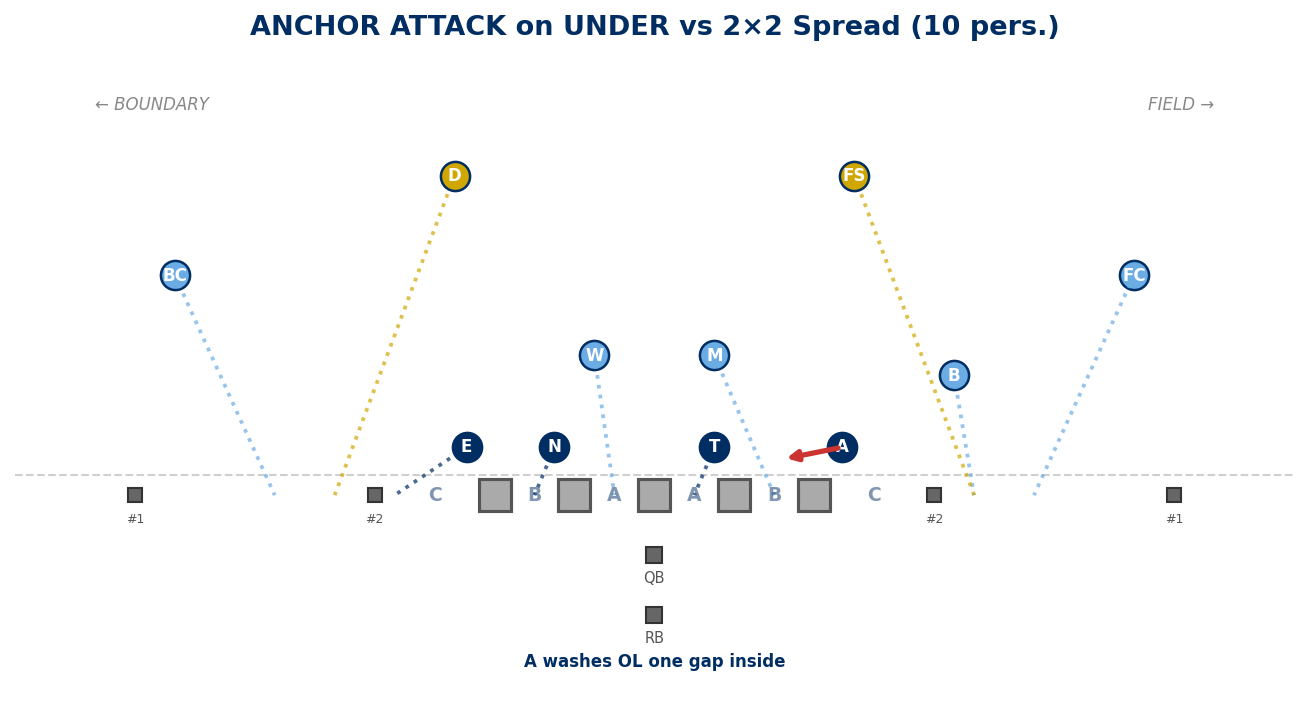 ANCHOR ATTACK on UNDER vs 2×2 Spread (10 pers.)
← BOUNDARY
FIELD →
D
FS
BC
FC
W
M
B
E
N
T
A
C
B
A
A
B
C
#1
#2
#2
#1
QB
RB
A washes OL one gap inside